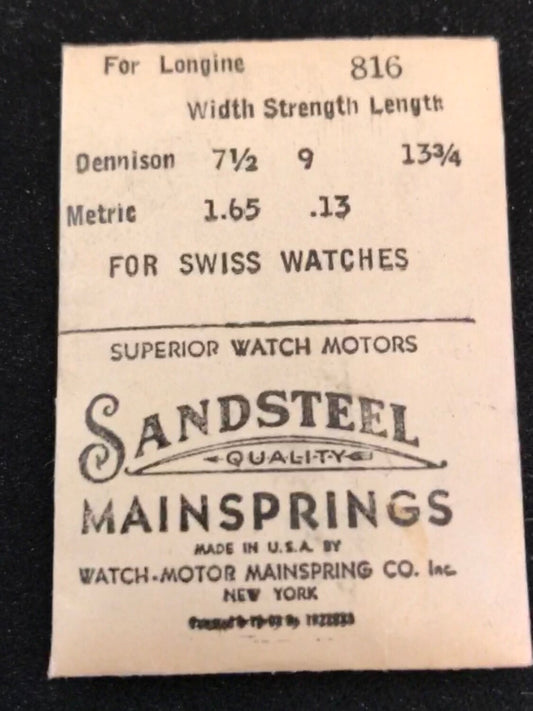 For Longine 816
Width Strength Length
Dennison 7½ 9 13¾
Metric 1.65 .13
FOR SWISS WATCHES
SUPERIOR WATCH MOTORS
SANDSTEEL
QUALITY
MAINSPRINGS
MADE IN U.S.A. BY
WATCH-MOTOR MAINSPRING CO. Inc.
NEW YORK